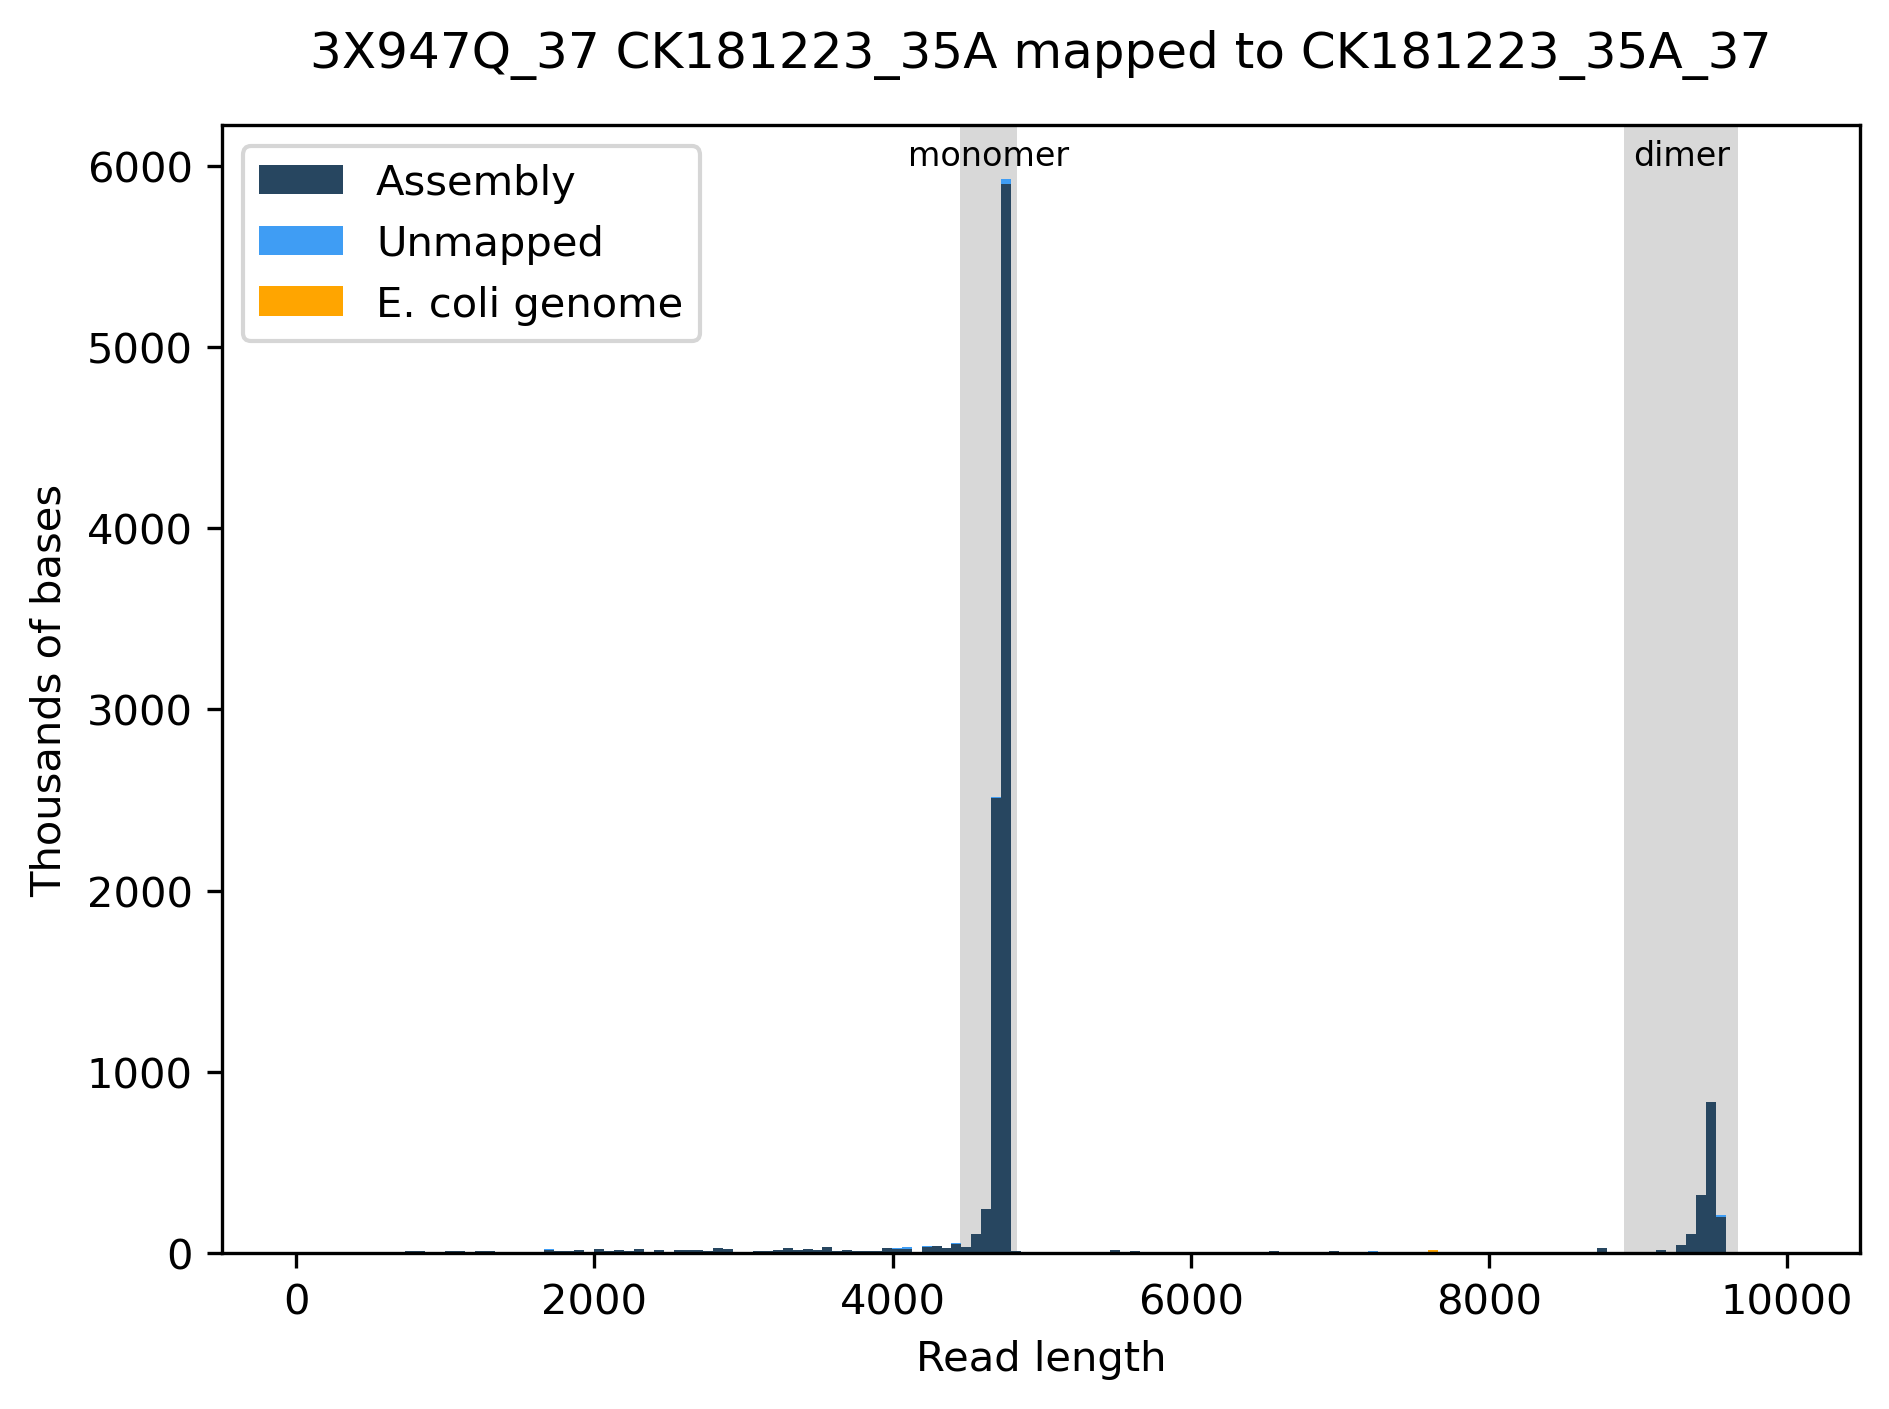 3X947Q_37 CK181223_35A mapped to CK181223_35A_37
monomer
dimer
Assembly
Unmapped
E. coli genome
6000
5000
4000
3000
2000
1000
0
Thousands of bases
0
2000
4000
6000
8000
10000
Read length